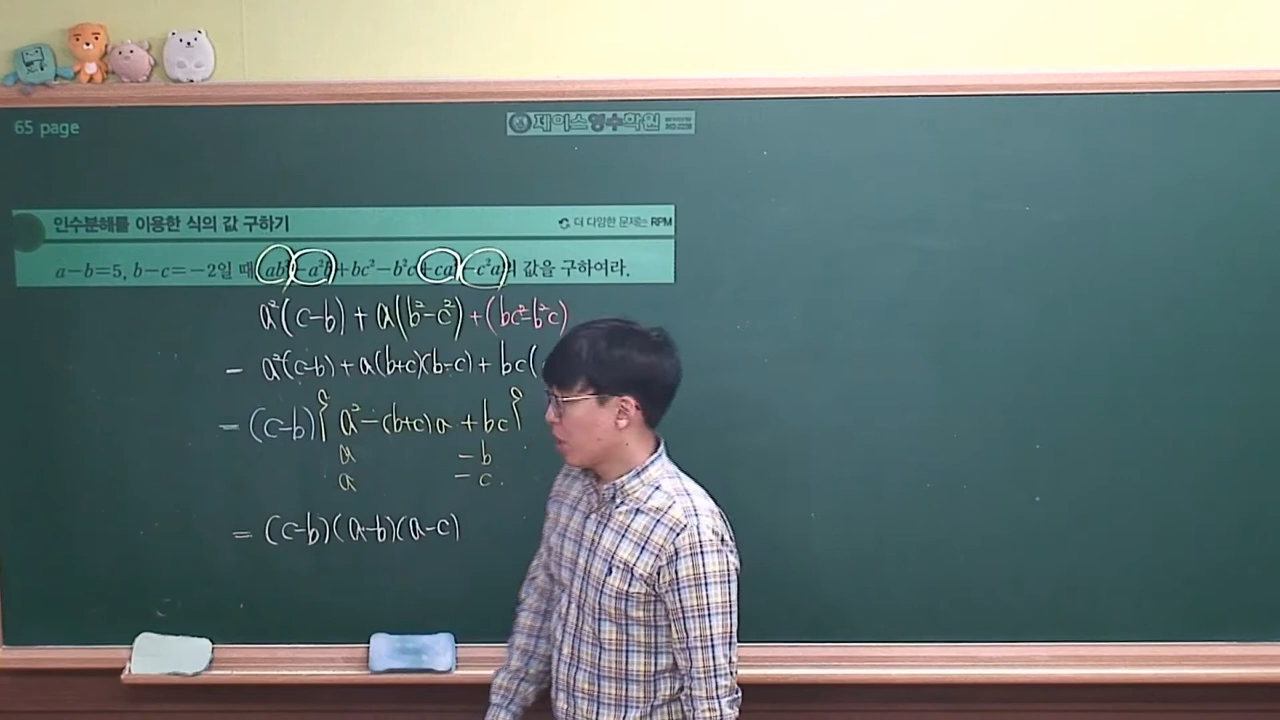 65 page
제이스영수학원
인수분해를 이용한 식의 값 구하기 더 다양한 문제는 RPM
a−b=5, b−c=−2일 때 ab² −a²b +bc²−b²c +ca² −c²a의 값을 구하여라.
a²(c−b) + a(b²−c²) +(bc²−b²c)
= a²(c−b) + a(b+c)(b−c) + bc(
= (c−b){ a² −(b+c)a + bc }
a −b
a −c
= (c−b)(a−b)(a−c)